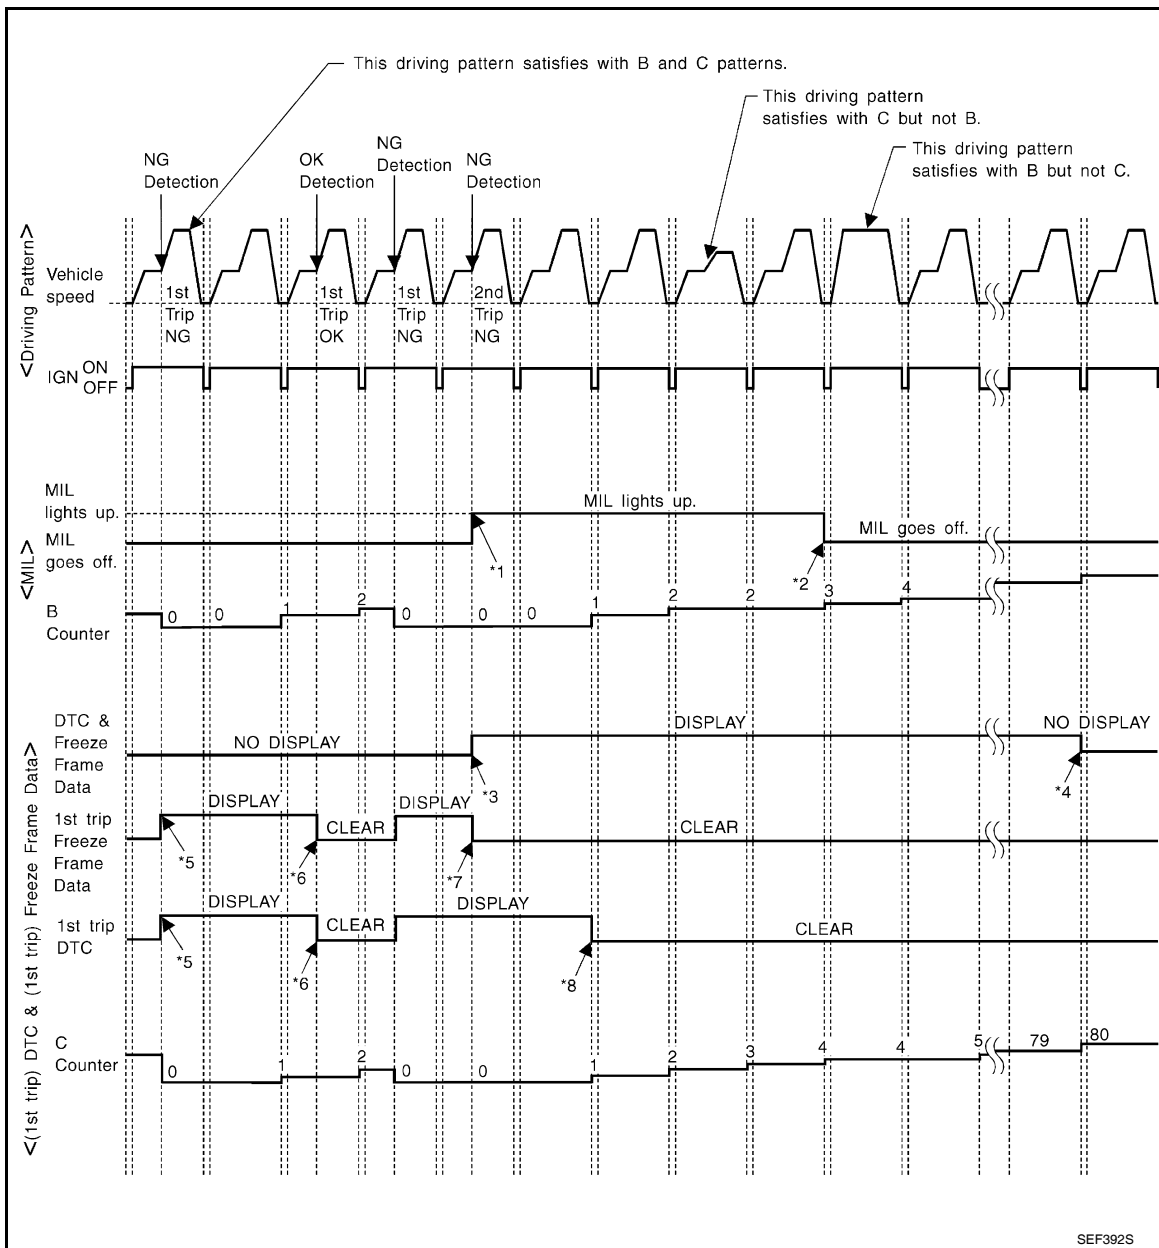 This driving pattern satisfies with B and C patterns.
This driving pattern
satisfies with C but not B.
This driving pattern
satisfies with B but not C.
NG
Detection
OK
Detection
NG
Detection
NG
Detection
<Driving Pattern>
Vehicle
speed
1st
Trip
NG
1st
Trip
OK
1st
Trip
NG
2nd
Trip
NG
IGN ON
OFF
<MIL>
MIL
lights up.
MIL lights up.
MIL
goes off.
MIL goes off.
*1
*2
B
Counter
0 0 1 2 0 0 0 1 2 2 3 4
<(1st trip) DTC & (1st trip) Freeze Frame Data>
DTC &
Freeze
Frame
Data
NO DISPLAY
DISPLAY
NO DISPLAY
*3
*4
1st trip
Freeze
Frame
Data
DISPLAY
CLEAR
DISPLAY
CLEAR
*5
*6
*7
1st trip
DTC
DISPLAY
CLEAR
DISPLAY
CLEAR
*5
*6
*8
C
Counter
0 1 2 0 0 1 2 3 4 4 5 79 80
SEF392S